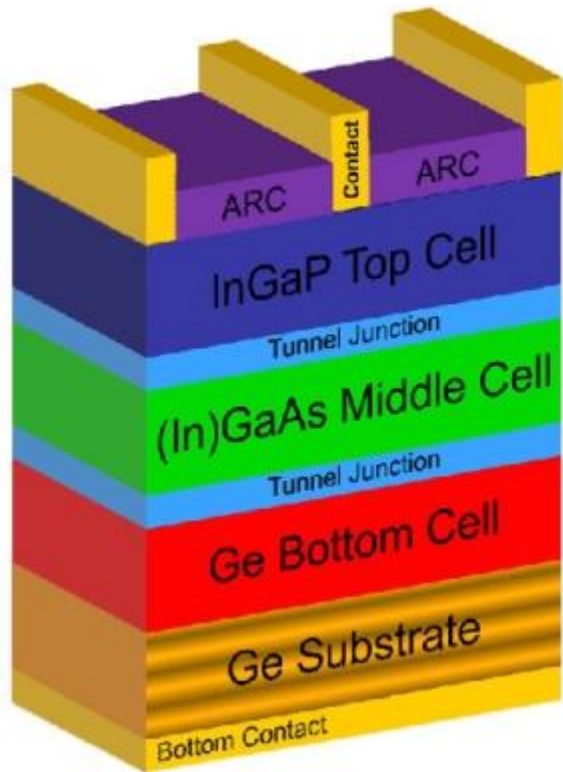 Contact
ARC
ARC
InGaP Top Cell
Tunnel Junction
(In)GaAs Middle Cell
Tunnel Junction
Ge Bottom Cell
Ge Substrate
Bottom Contact